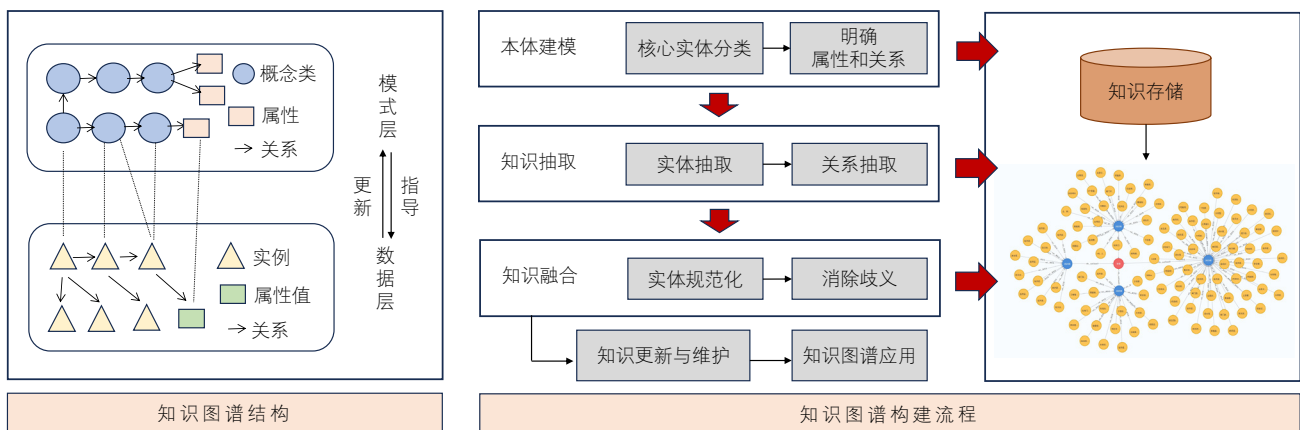 概念类
属性
关系
模式层
更新
指导
数据层
实例
属性值
关系
知识图谱结构
本体建模
核心实体分类
明确
属性和关系
知识抽取
实体抽取
关系抽取
知识融合
实体规范化
消除歧义
知识更新与维护
知识图谱应用
知识存储
知识图谱构建流程